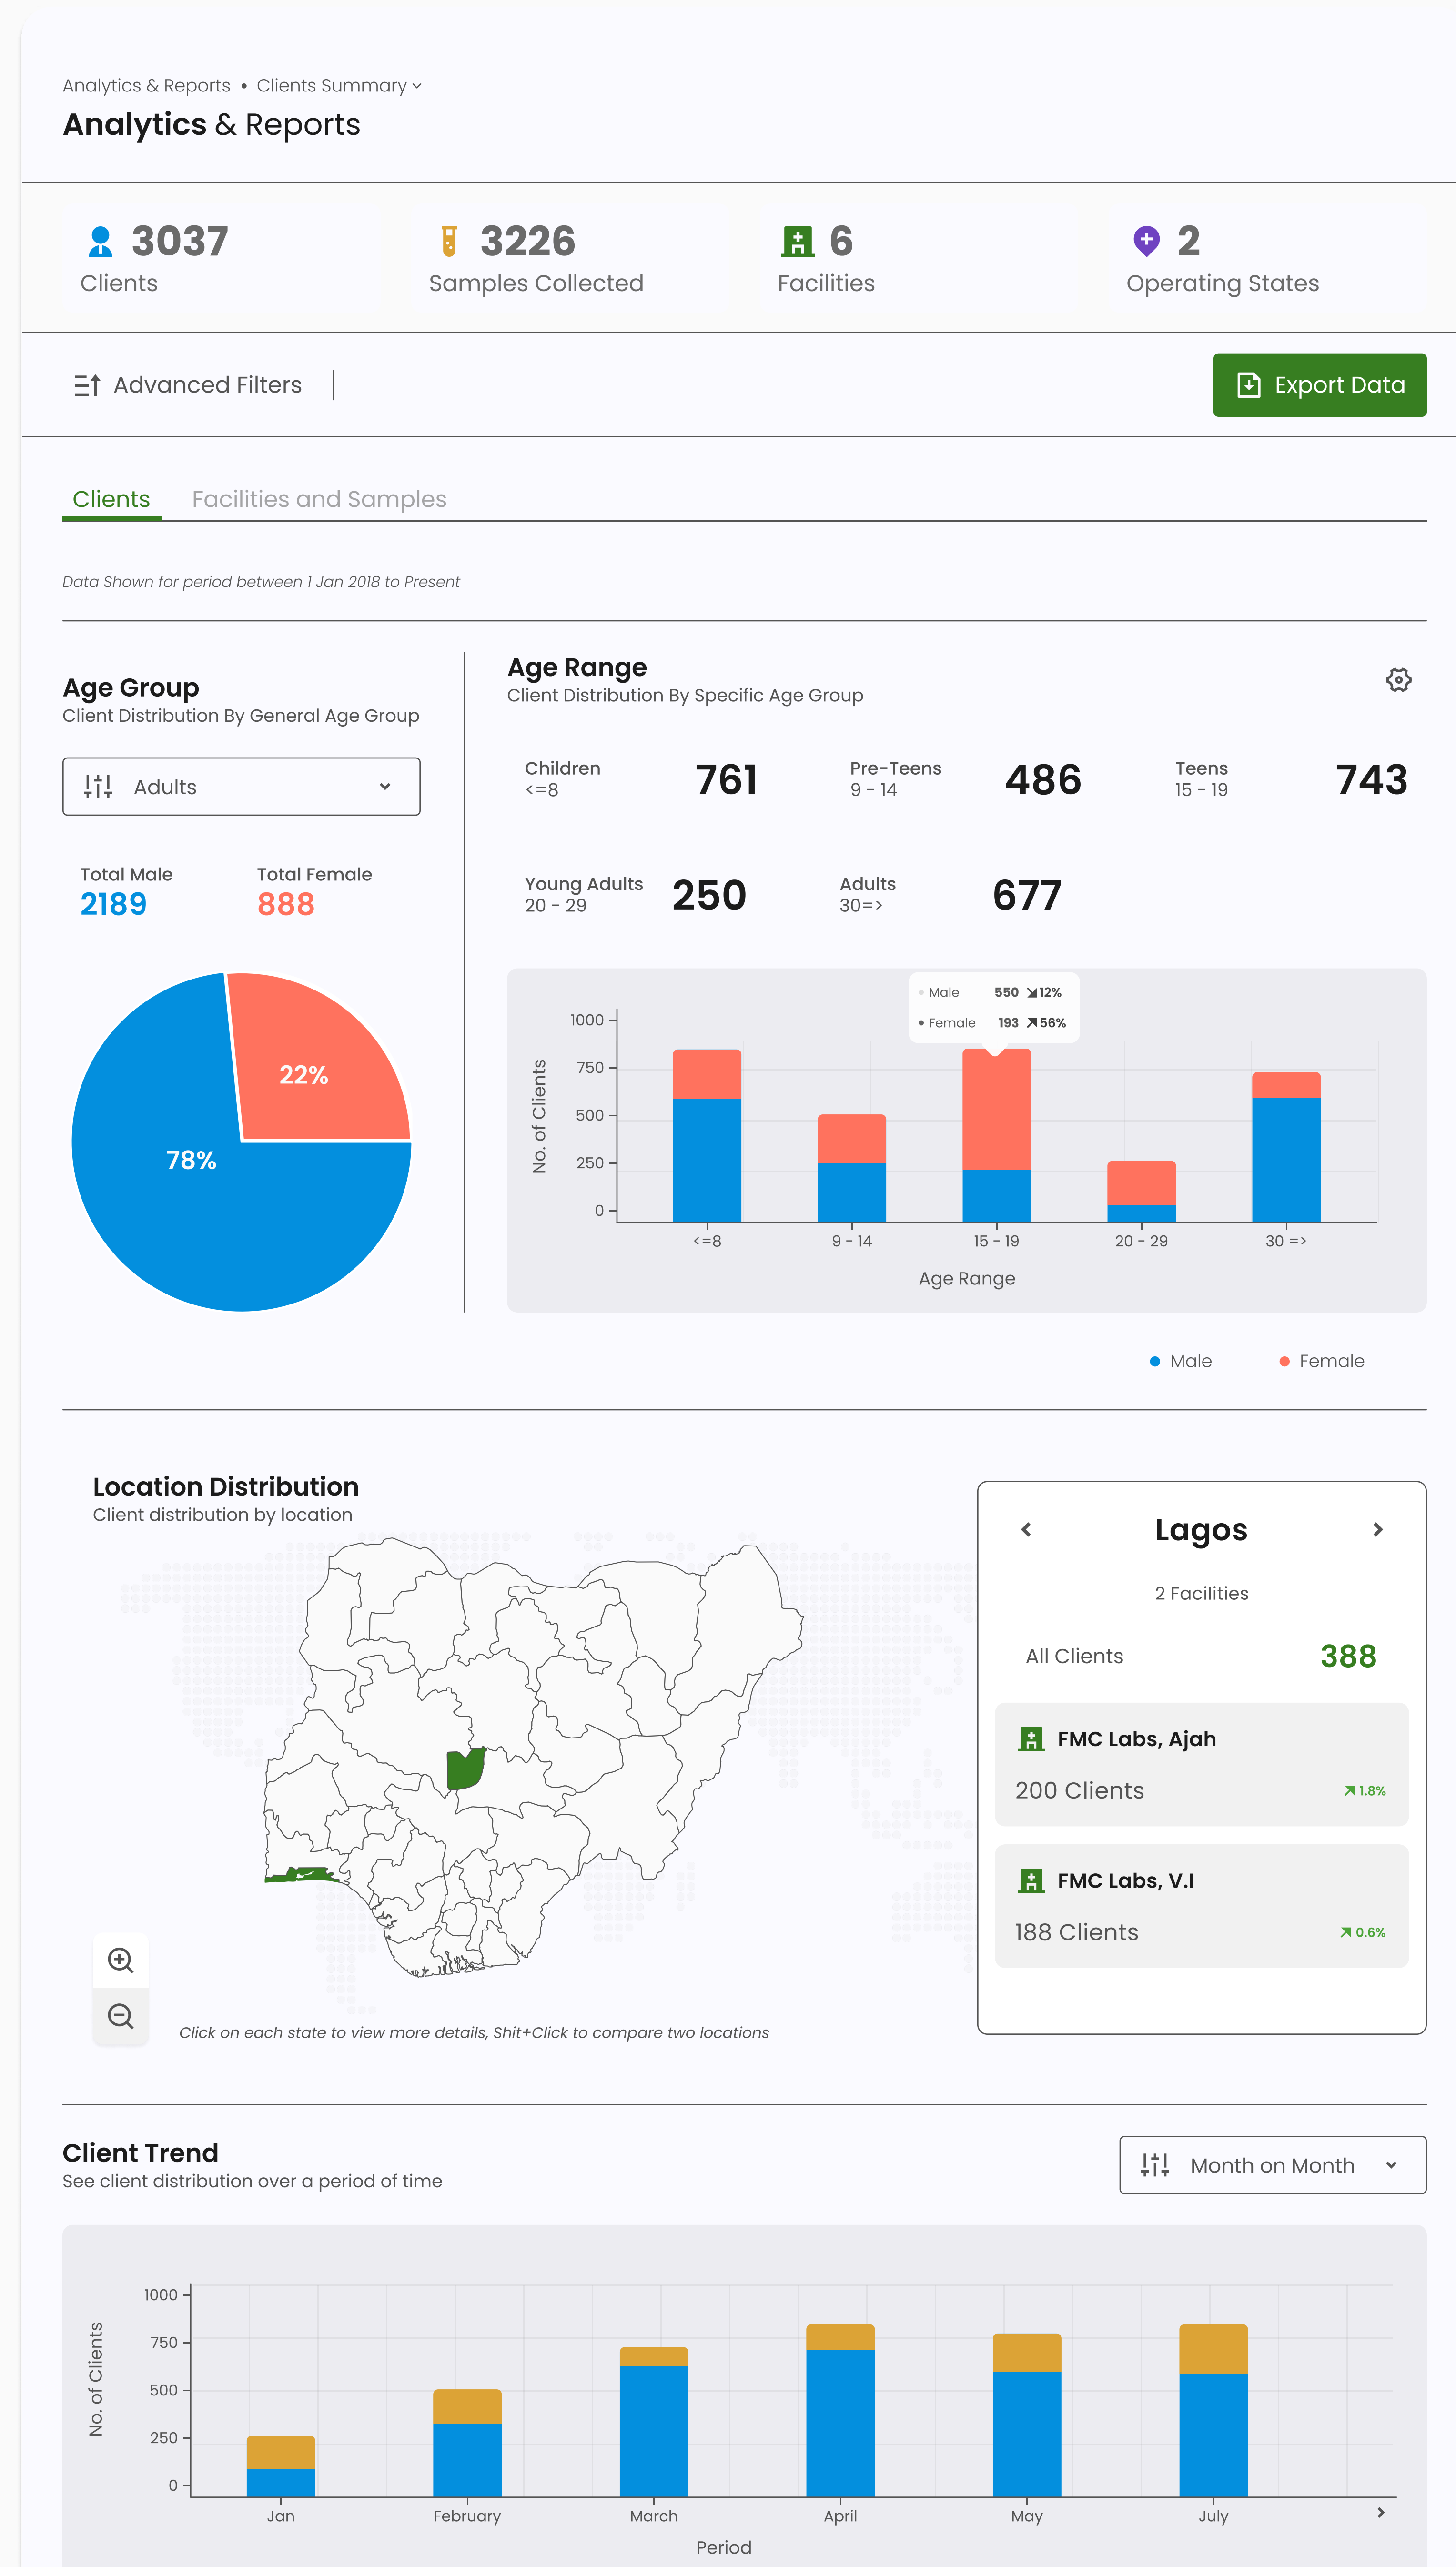 Analytics & Reports • Clients Summary
Analytics & Reports
3037
Clients
3226
Samples Collected
6
Facilities
2
Operating States
Advanced Filters
Export Data
Clients
Facilities and Samples
Data Shown for period between 1 Jan 2018 to Present
Age Group
Client Distribution By General Age Group
Adults
Total Male
2189
Total Female
888
22%
78%
Age Range
Client Distribution By Specific Age Group
Children
<=8
761
Pre-Teens
9 - 14
486
Teens
15 - 19
743
Young Adults
20 - 29
250
Adults
30=>
677
Male 550 12%
Female 193 56%
No. of Clients
1000
750
500
250
0
<=8
9 - 14
15 - 19
20 - 29
30 =>
Age Range
Male
Female
Location Distribution
Client distribution by location
Click on each state to view more details, Shit+Click to compare two locations
Lagos
2 Facilities
All Clients 388
FMC Labs, Ajah
200 Clients 1.8%
FMC Labs, V.I
188 Clients 0.6%
Client Trend
See client distribution over a period of time
Month on Month
No. of Clients
1000
750
500
250
0
Jan
February
March
April
May
July
Period